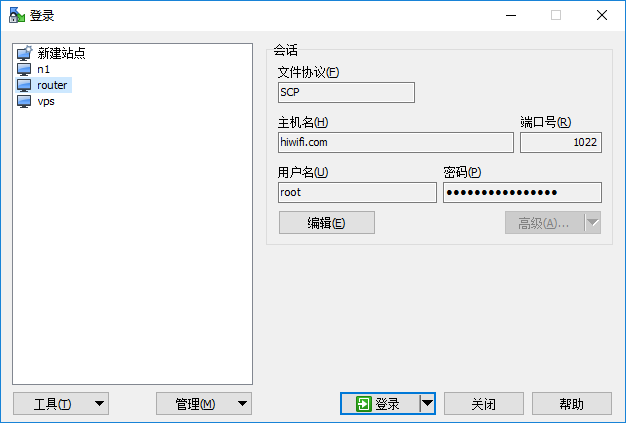 登录
新建站点
n1
router
vps
会话
文件协议(F)
SCP
主机名(H)
端口号(R)
hiwifi.com
1022
用户名(U)
密码(P)
root
●●●●●●●●●●●●●●●●
编辑(E)
高级(A)...
工具(T)
管理(M)
登录
关闭
帮助